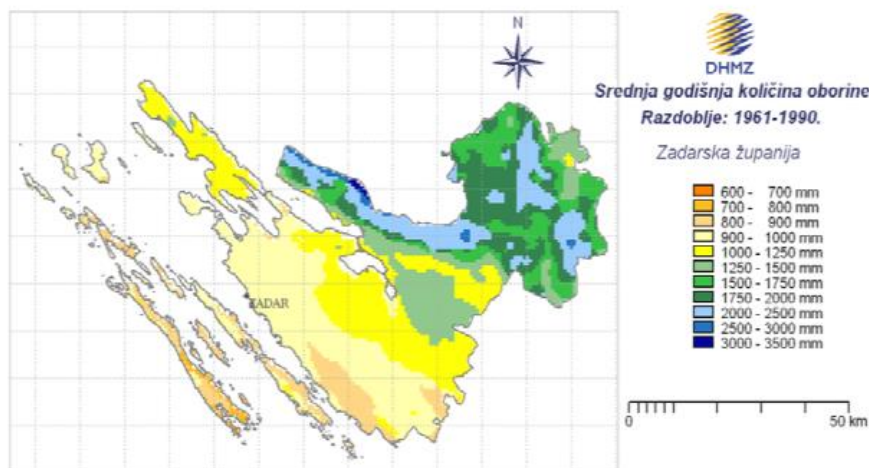 N
DHMZ
Srednja godišnja količina oborine
Razdoblje: 1961-1990.
Zadarska županija
600 - 700 mm
700 - 800 mm
800 - 900 mm
900 - 1000 mm
1000 - 1250 mm
1250 - 1500 mm
1500 - 1750 mm
1750 - 2000 mm
2000 - 2500 mm
2500 - 3000 mm
3000 - 3500 mm
ZADAR
0 50 km